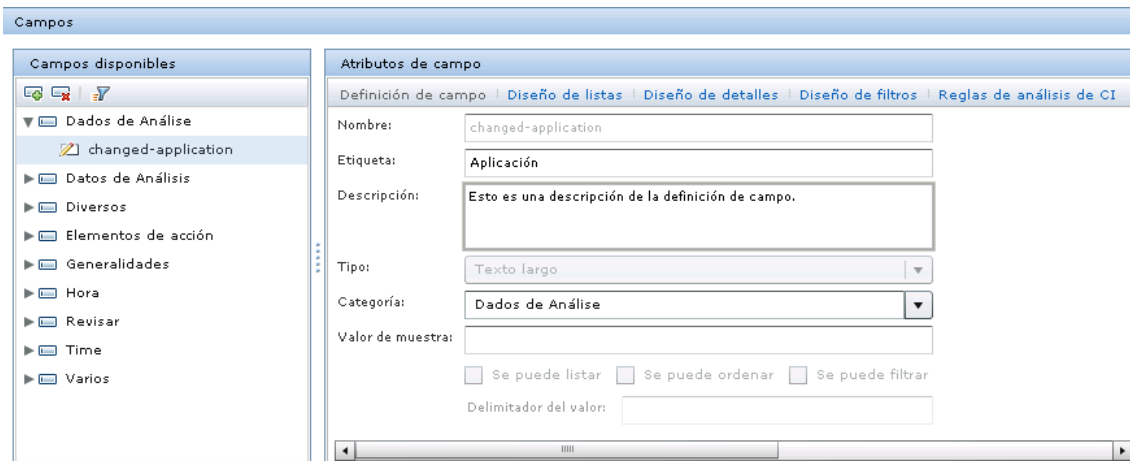 Campos
Campos disponibles
Dados de Análise
changed-application
Datos de Análisis
Diversos
Elementos de acción
Generalidades
Hora
Revisar
Time
Varios
Atributos de campo
Definición de campo Diseño de listas Diseño de detalles Diseño de filtros Reglas de análisis de CI
Nombre: changed-application
Etiqueta: Aplicación
Descripción: Esto es una descripción de la definición de campo.
Tipo: Texto largo
Categoría: Dados de Análise
Valor de muestra:
Se puede listar Se puede ordenar Se puede filtrar
Delimitador del valor: